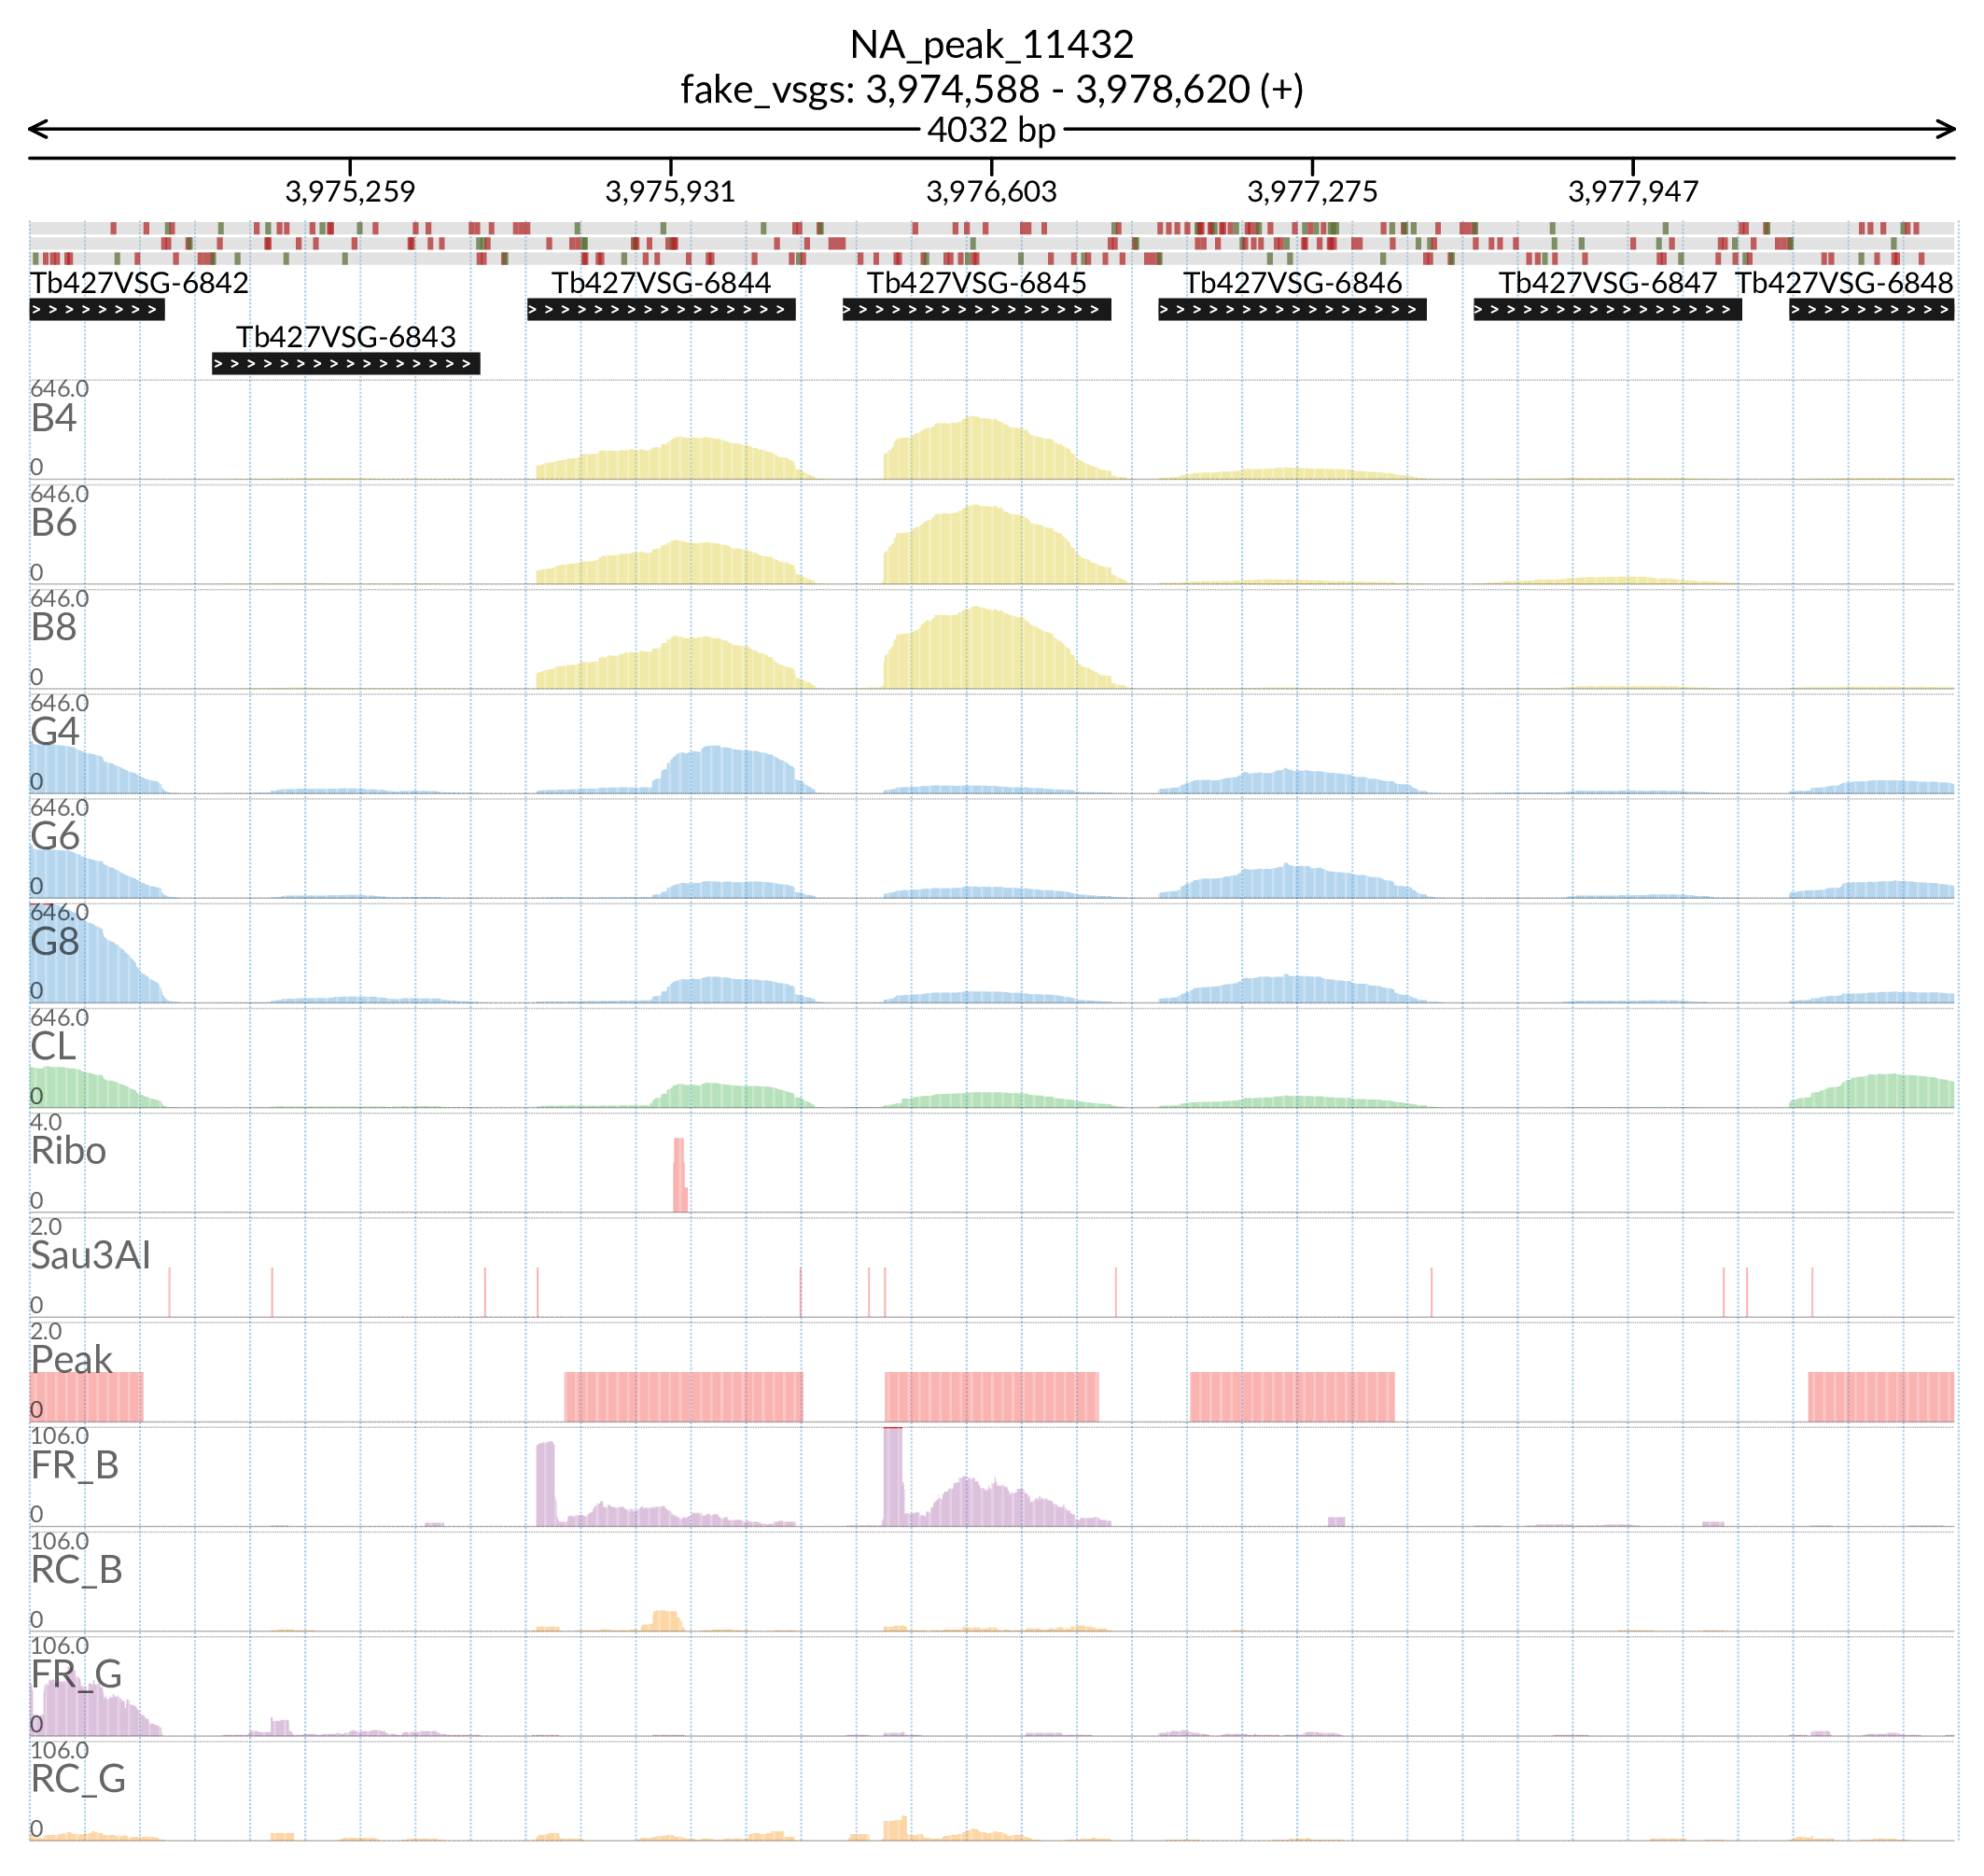 NA_peak_11432
fake_vsgs: 3,974,588 - 3,978,620 (+)
4032 bp
3,975,259 3,975,931 3,976,603 3,977,275 3,977,947
Tb427VSG-6842 Tb427VSG-6844 Tb427VSG-6845 Tb427VSG-6846 Tb427VSG-6847 Tb427VSG-6848
Tb427VSG-6843
646.0
B4
0
646.0
B6
0
646.0
B8
0
646.0
G4
0
646.0
G6
0
646.0
G8
0
646.0
CL
0
4.0
Ribo
0
2.0
Sau3AI
0
2.0
Peak
0
106.0
FR_B
0
106.0
RC_B
0
106.0
FR_G
0
106.0
RC_G
0